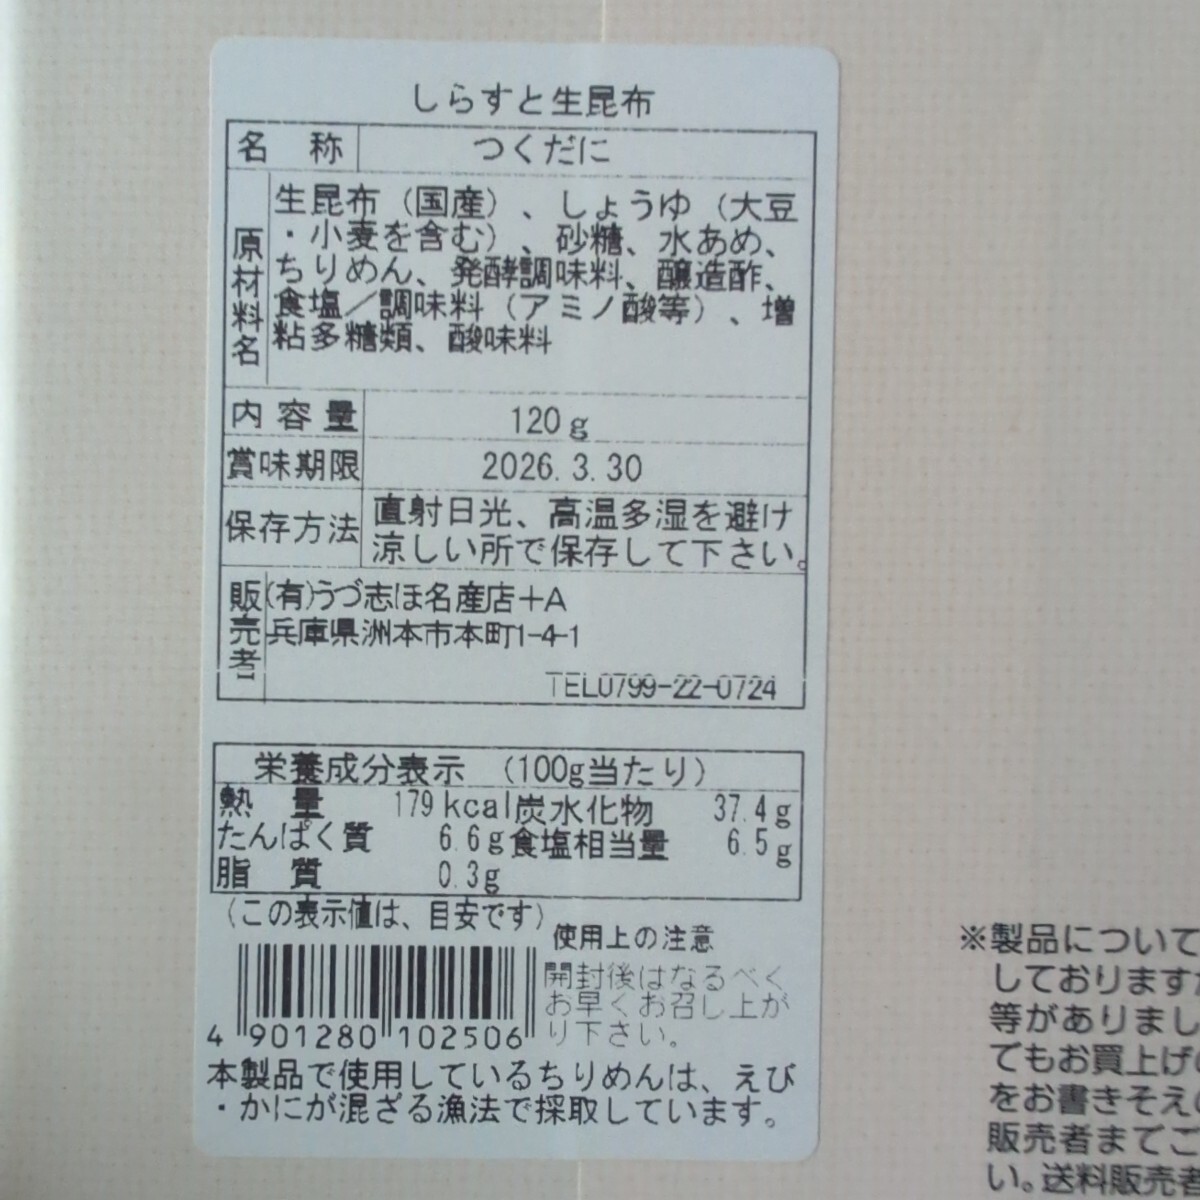 しらすと生昆布
名称 つくだに
原材料名
生昆布（国産）、しょうゆ（大豆
・小麦を含む）、砂糖、水あめ、
ちりめん、発酵調味料、醸造酢、
食塩／調味料（アミノ酸等）、増
粘多糖類、酸味料
内容量 120g
賞味期限 2026.3.30
保存方法
直射日光、高温多湿を避け
涼しい所で保存して下さい。
販売者
(有)うづ志ほ名産店+A
兵庫県洲本市本町1-4-1
TEL0799-22-0724
栄養成分表示 （100g当たり）
熱量 179kcal 炭水化物 37.4g
たんぱく質 6.6g 食塩相当量 6.5g
脂質 0.3g
（この表示値は、目安です）
使用上の注意
開封後はなるべく
お早くお召し上が
り下さい。
4 901280 102506
本製品で使用しているちりめんは、えび
・かにが混ざる漁法で採取しています。
※製品について
しておりますが
等がありまし
でもお買上げの
をお書きそえの
販売者までご
い。送料販売者